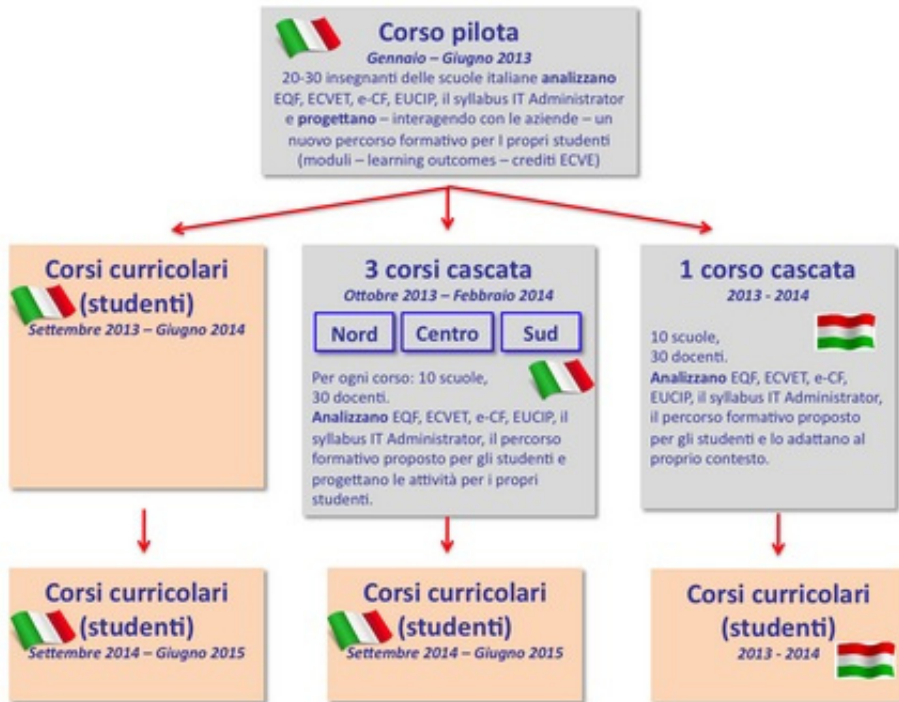 Corso pilota
Gennaio – Giugno 2013
20-30 insegnanti delle scuole italiane analizzano
EQF, ECVET, e-CF, EUCIP, il syllabus IT Administrator
e progettano – interagendo con le aziende – un
nuovo percorso formativo per I propri studenti
(moduli – learning outcomes – crediti ECVE)
Corsi curricolari
(studenti)
Settembre 2013 – Giugno 2014
3 corsi cascata
Ottobre 2013 – Febbraio 2014
Nord
Centro
Sud
Per ogni corso: 10 scuole,
30 docenti.
Analizzano EQF, ECVET, e-CF, EUCIP, il
syllabus IT Administrator, il percorso
formativo proposto per gli studenti e
progettano le attività per i propri
studenti.
1 corso cascata
2013 - 2014
10 scuole,
30 docenti.
Analizzano EQF, ECVET, e-CF,
EUCIP, il syllabus IT Administrator,
il percorso formativo proposto
per gli studenti e lo adattano al
proprio contesto.
Corsi curricolari
(studenti)
Settembre 2014 – Giugno 2015
Corsi curricolari
(studenti)
Settembre 2014 – Giugno 2015
Corsi curricolari
(studenti)
2013 - 2014